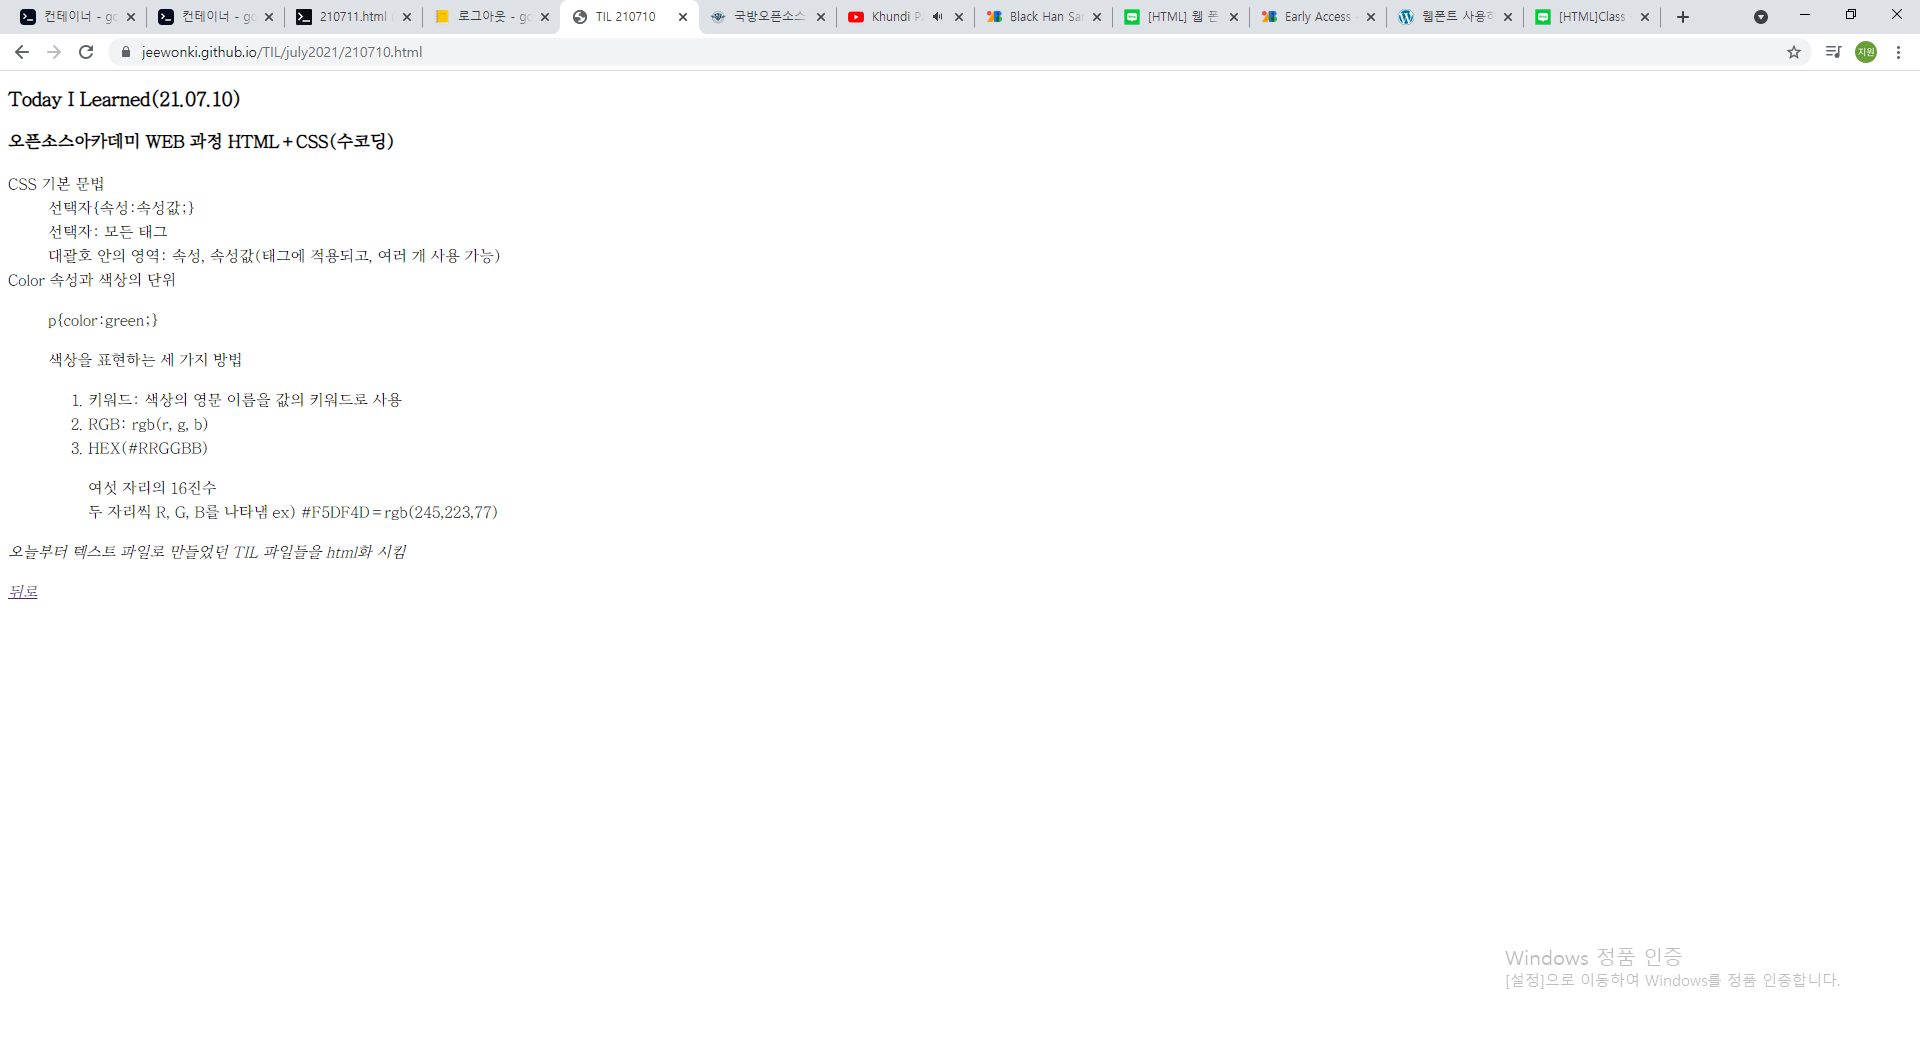 컨테이너 - go
컨테이너 - go
210711.html
로그아웃 - go
TIL 210710
국방오픈소스
Khundi P
Black Han Sa
[HTML] 웹 폰
Early Access
웹폰트 사용하
[HTML]Class
jeewonki.github.io/TIL/july2021/210710.html
지원
Today I Learned(21.07.10)
오픈소스아카데미 WEB 과정 HTML+CSS(수코딩)
CSS 기본 문법
선택자{속성:속성값;}
선택자: 모든 태그
대괄호 안의 영역: 속성, 속성값(태그에 적용되고, 여러 개 사용 가능)
Color 속성과 색상의 단위
p{color:green;}
색상을 표현하는 세 가지 방법
1. 키워드: 색상의 영문 이름을 값의 키워드로 사용
2. RGB: rgb(r, g, b)
3. HEX(#RRGGBB)
여섯 자리의 16진수
두 자리씩 R, G, B를 나타냄 ex) #F5DF4D=rgb(245,223,77)
오늘부터 텍스트 파일로 만들었던 TIL 파일들을 html화 시킴
뒤로
Windows 정품 인증
[설정]으로 이동하여 Windows를 정품 인증합니다.